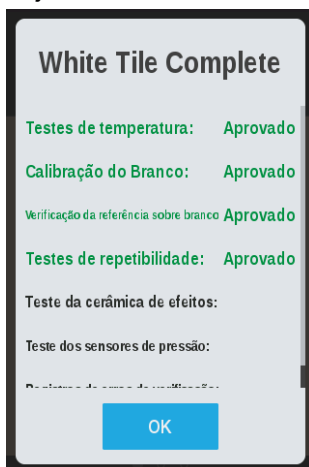 White Tile Complete
Testes de temperatura: Aprovado
Calibração do Branco: Aprovado
Verificação da referência sobre branco Aprovado
Testes de repetibilidade: Aprovado
Teste da cerâmica de efeitos:
Teste dos sensores de pressão:
OK